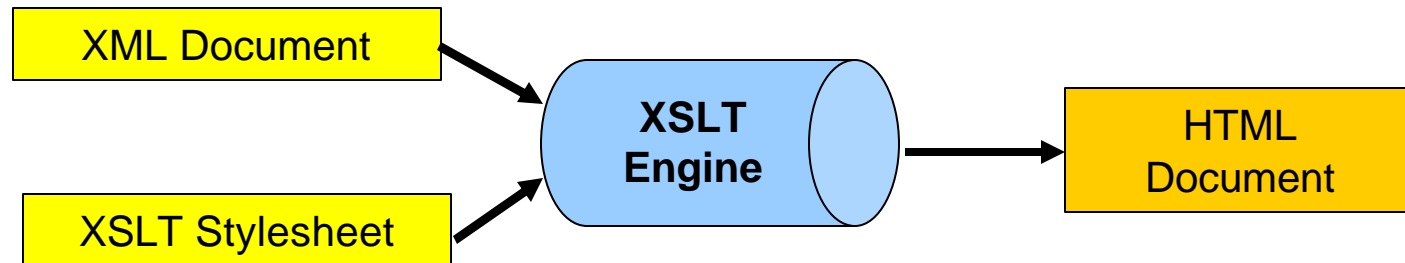 XML Document
XSLT
Engine
HTML
Document
XSLT Stylesheet